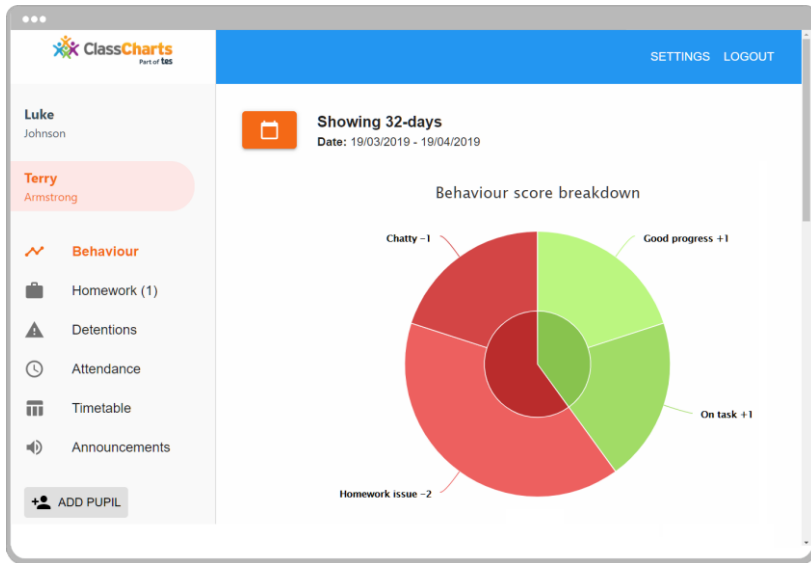 ClassCharts
Part of tes
SETTINGS LOGOUT
Luke
Johnson
Terry
Armstrong
Behaviour
Homework (1)
Detentions
Attendance
Timetable
Announcements
ADD PUPIL
Showing 32-days
Date: 19/03/2019 - 19/04/2019
Behaviour score breakdown
Chatty -1
Good progress +1
On task +1
Homework issue -2